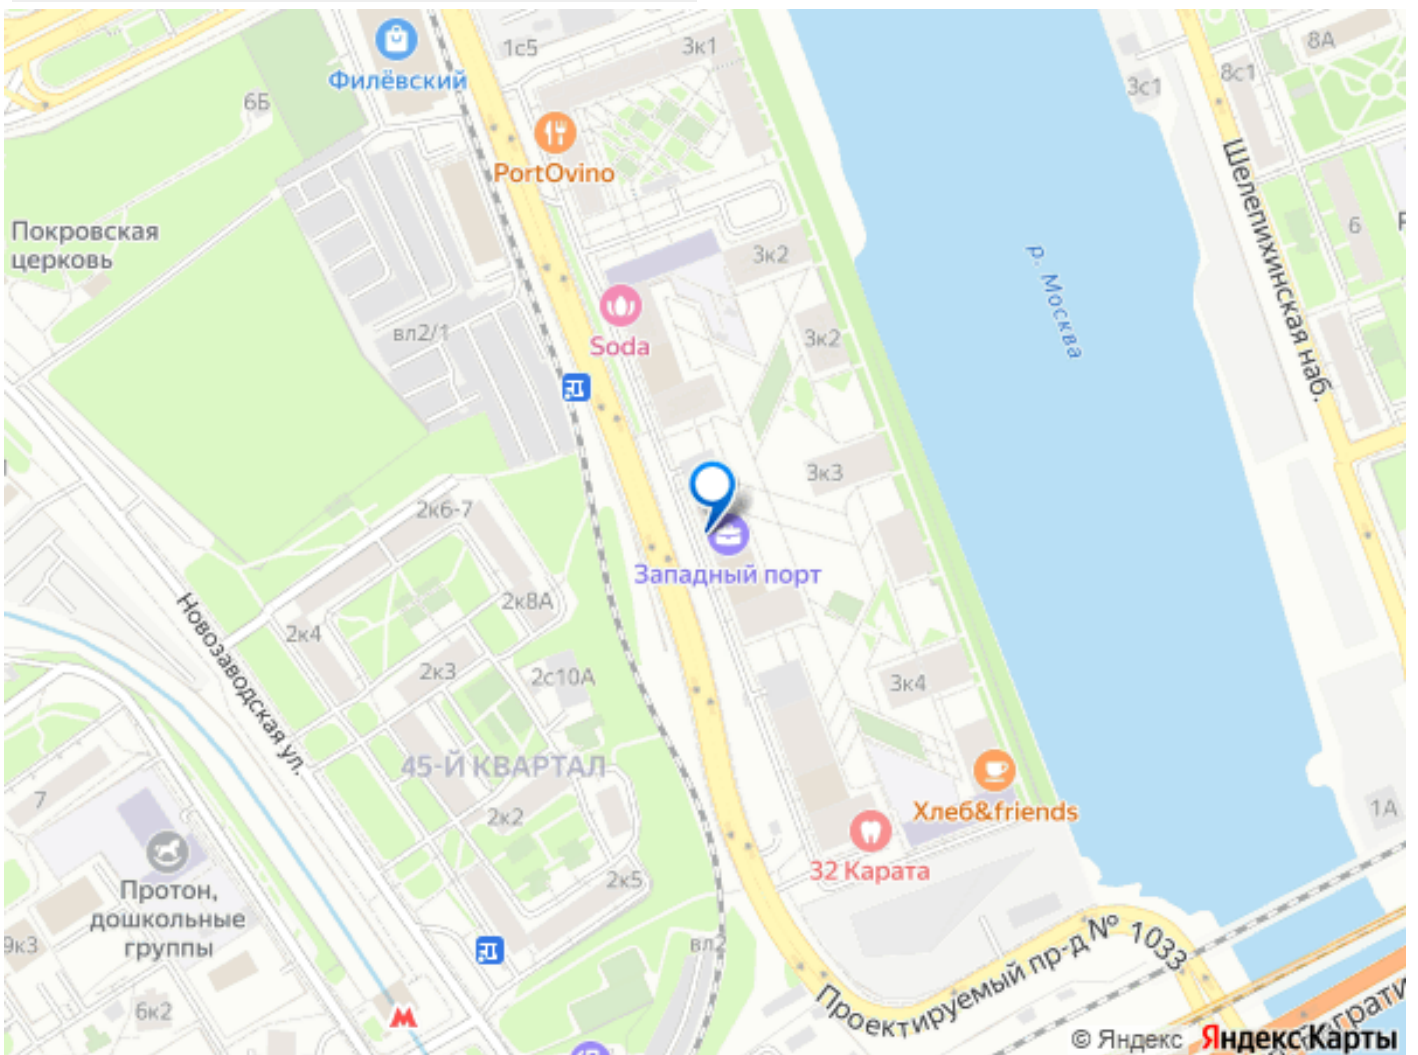 1с5
3к1
8А
3с1
8с1
Филёвский
6Б
PortOvino
Шелепихинская наб.
Покровская
церковь
3к2
6
р. Москва
вл2/1
Soda
3к2
3к3
2к6-7
Западный порт
2к8А
2к4
Новозаводская ул.
2к3
2с10А
3к4
45-Й КВАРТАЛ
7
2к2
Хлеб&friends
1А
32 Карата
Протон,
дошкольные
группы
2к5
9к3
вл2
Проектируемый пр-д № 1033
6к2
© Яндекс Яндекс Карты